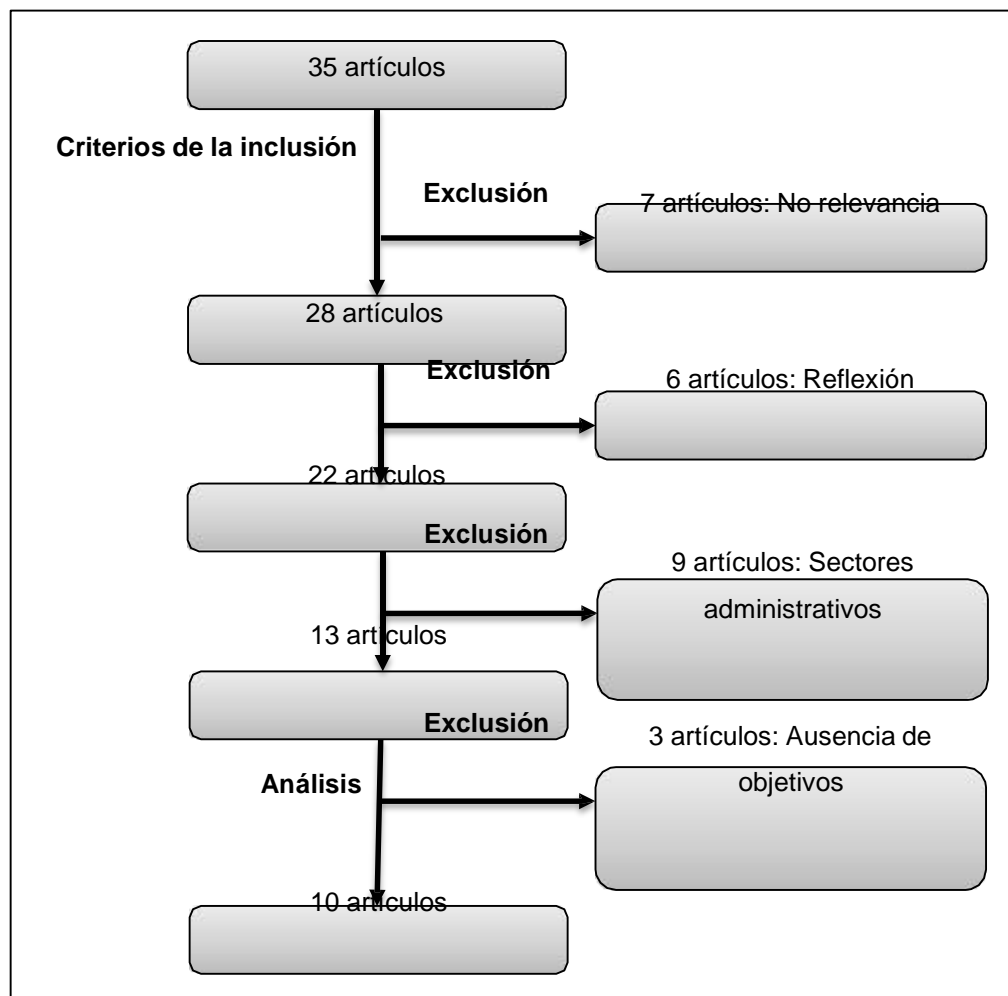 35 artículos
Criterios de la inclusión
Exclusión
7 artículos: No relevancia
28 artículos
Exclusión
6 artículos: Reflexión
22 artículos
Exclusión
9 artículos: Sectores
administrativos
13 artículos
Exclusión
3 artículos: Ausencia de
objetivos
Análisis
10 artículos